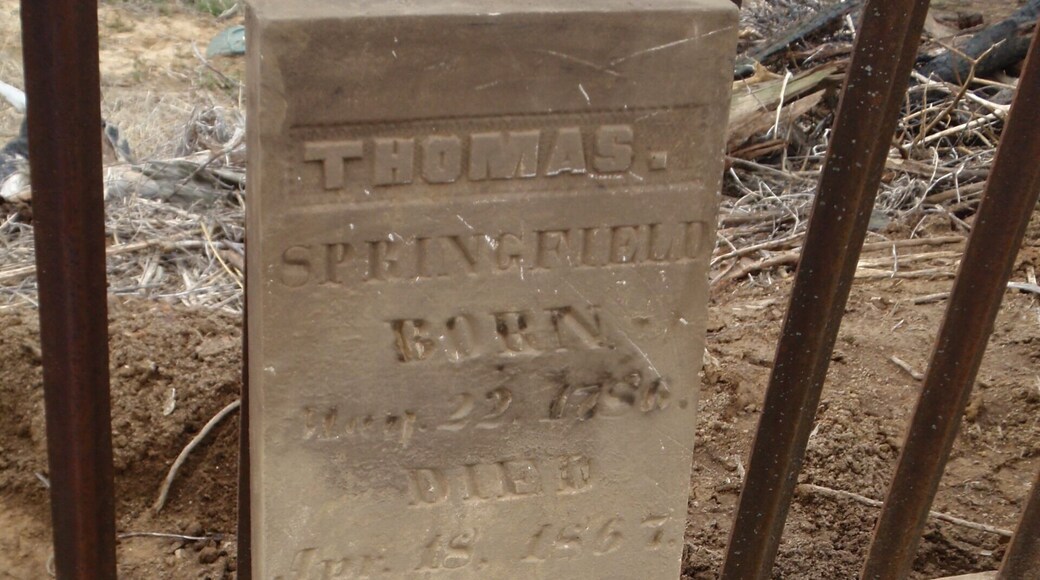 THOMAS.
SPRINGFIELD
BORN
May. 22. 1786.
DIED
Apr. 18. 1867.